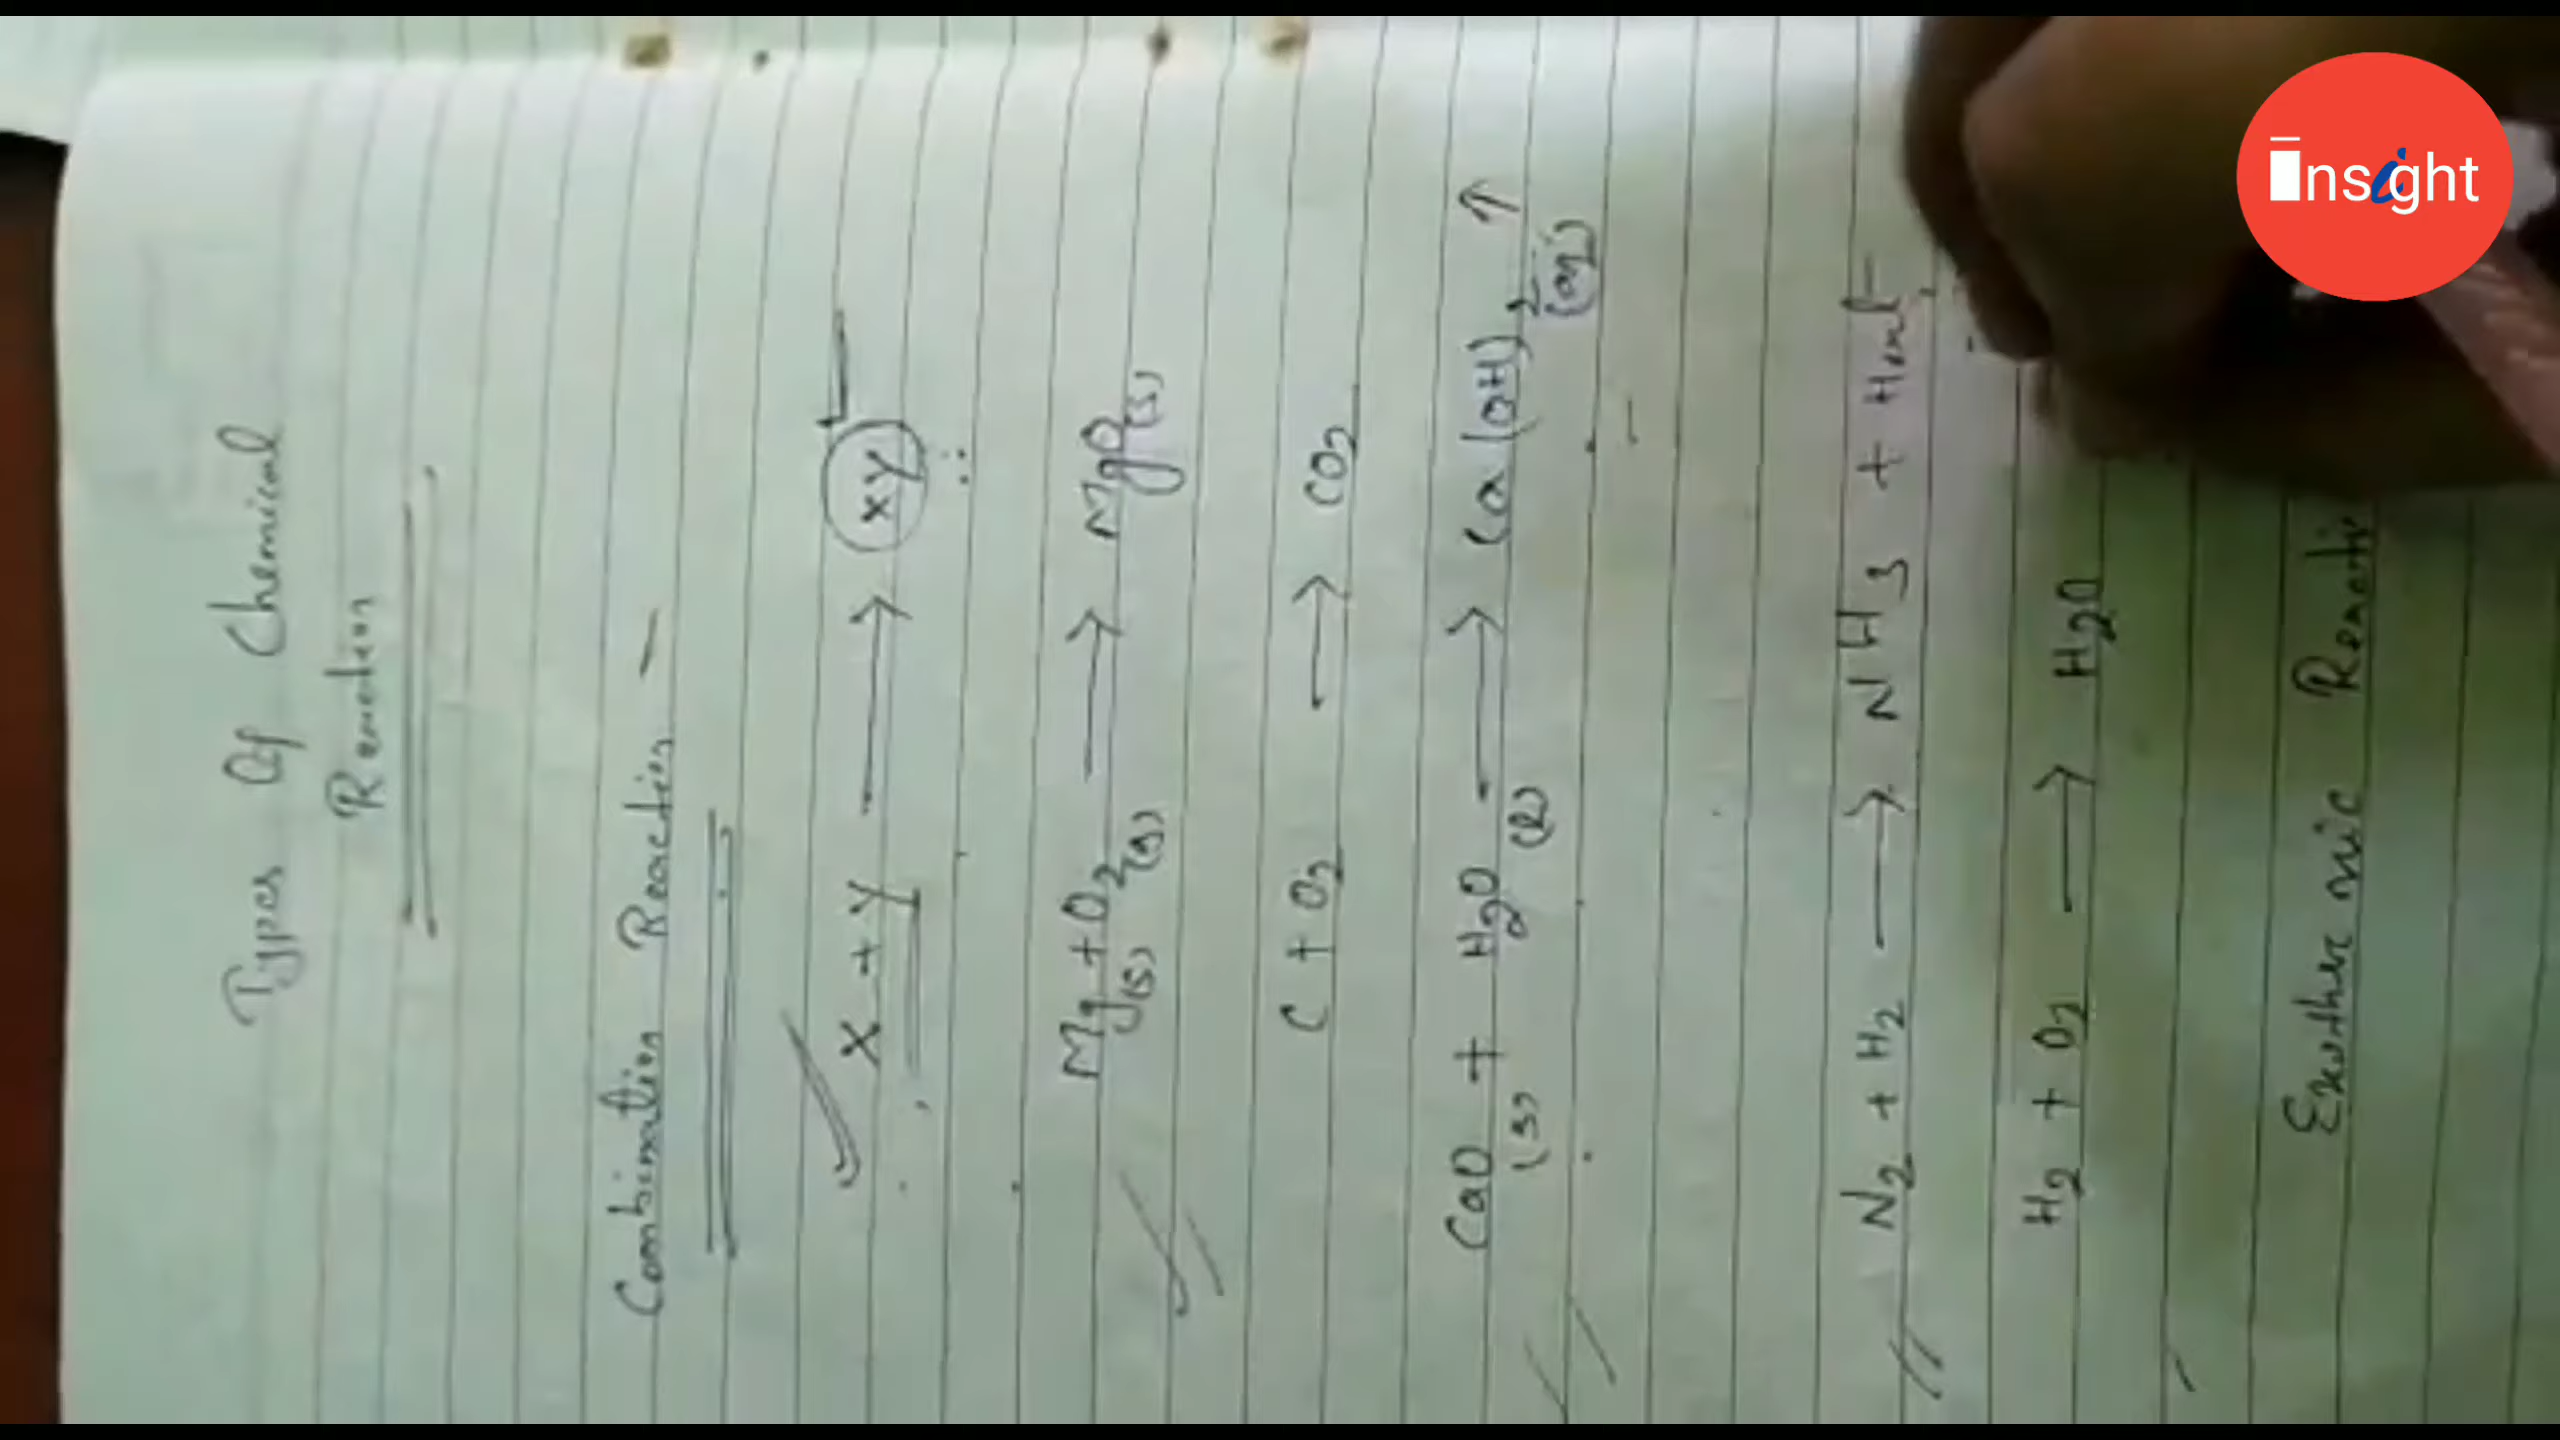 Types Of Chemical
Reaction
Combination Reaction -
X + Y → XY
Mg(s) + O2(g) → MgO(s)
C + O2 → CO2
CaO(s) + H2O(l) → Ca(OH)2(aq) ↑
N2 + H2 → NH3 + Heat
H2 + O2 → H2O
Exothermic Reactio
Insight